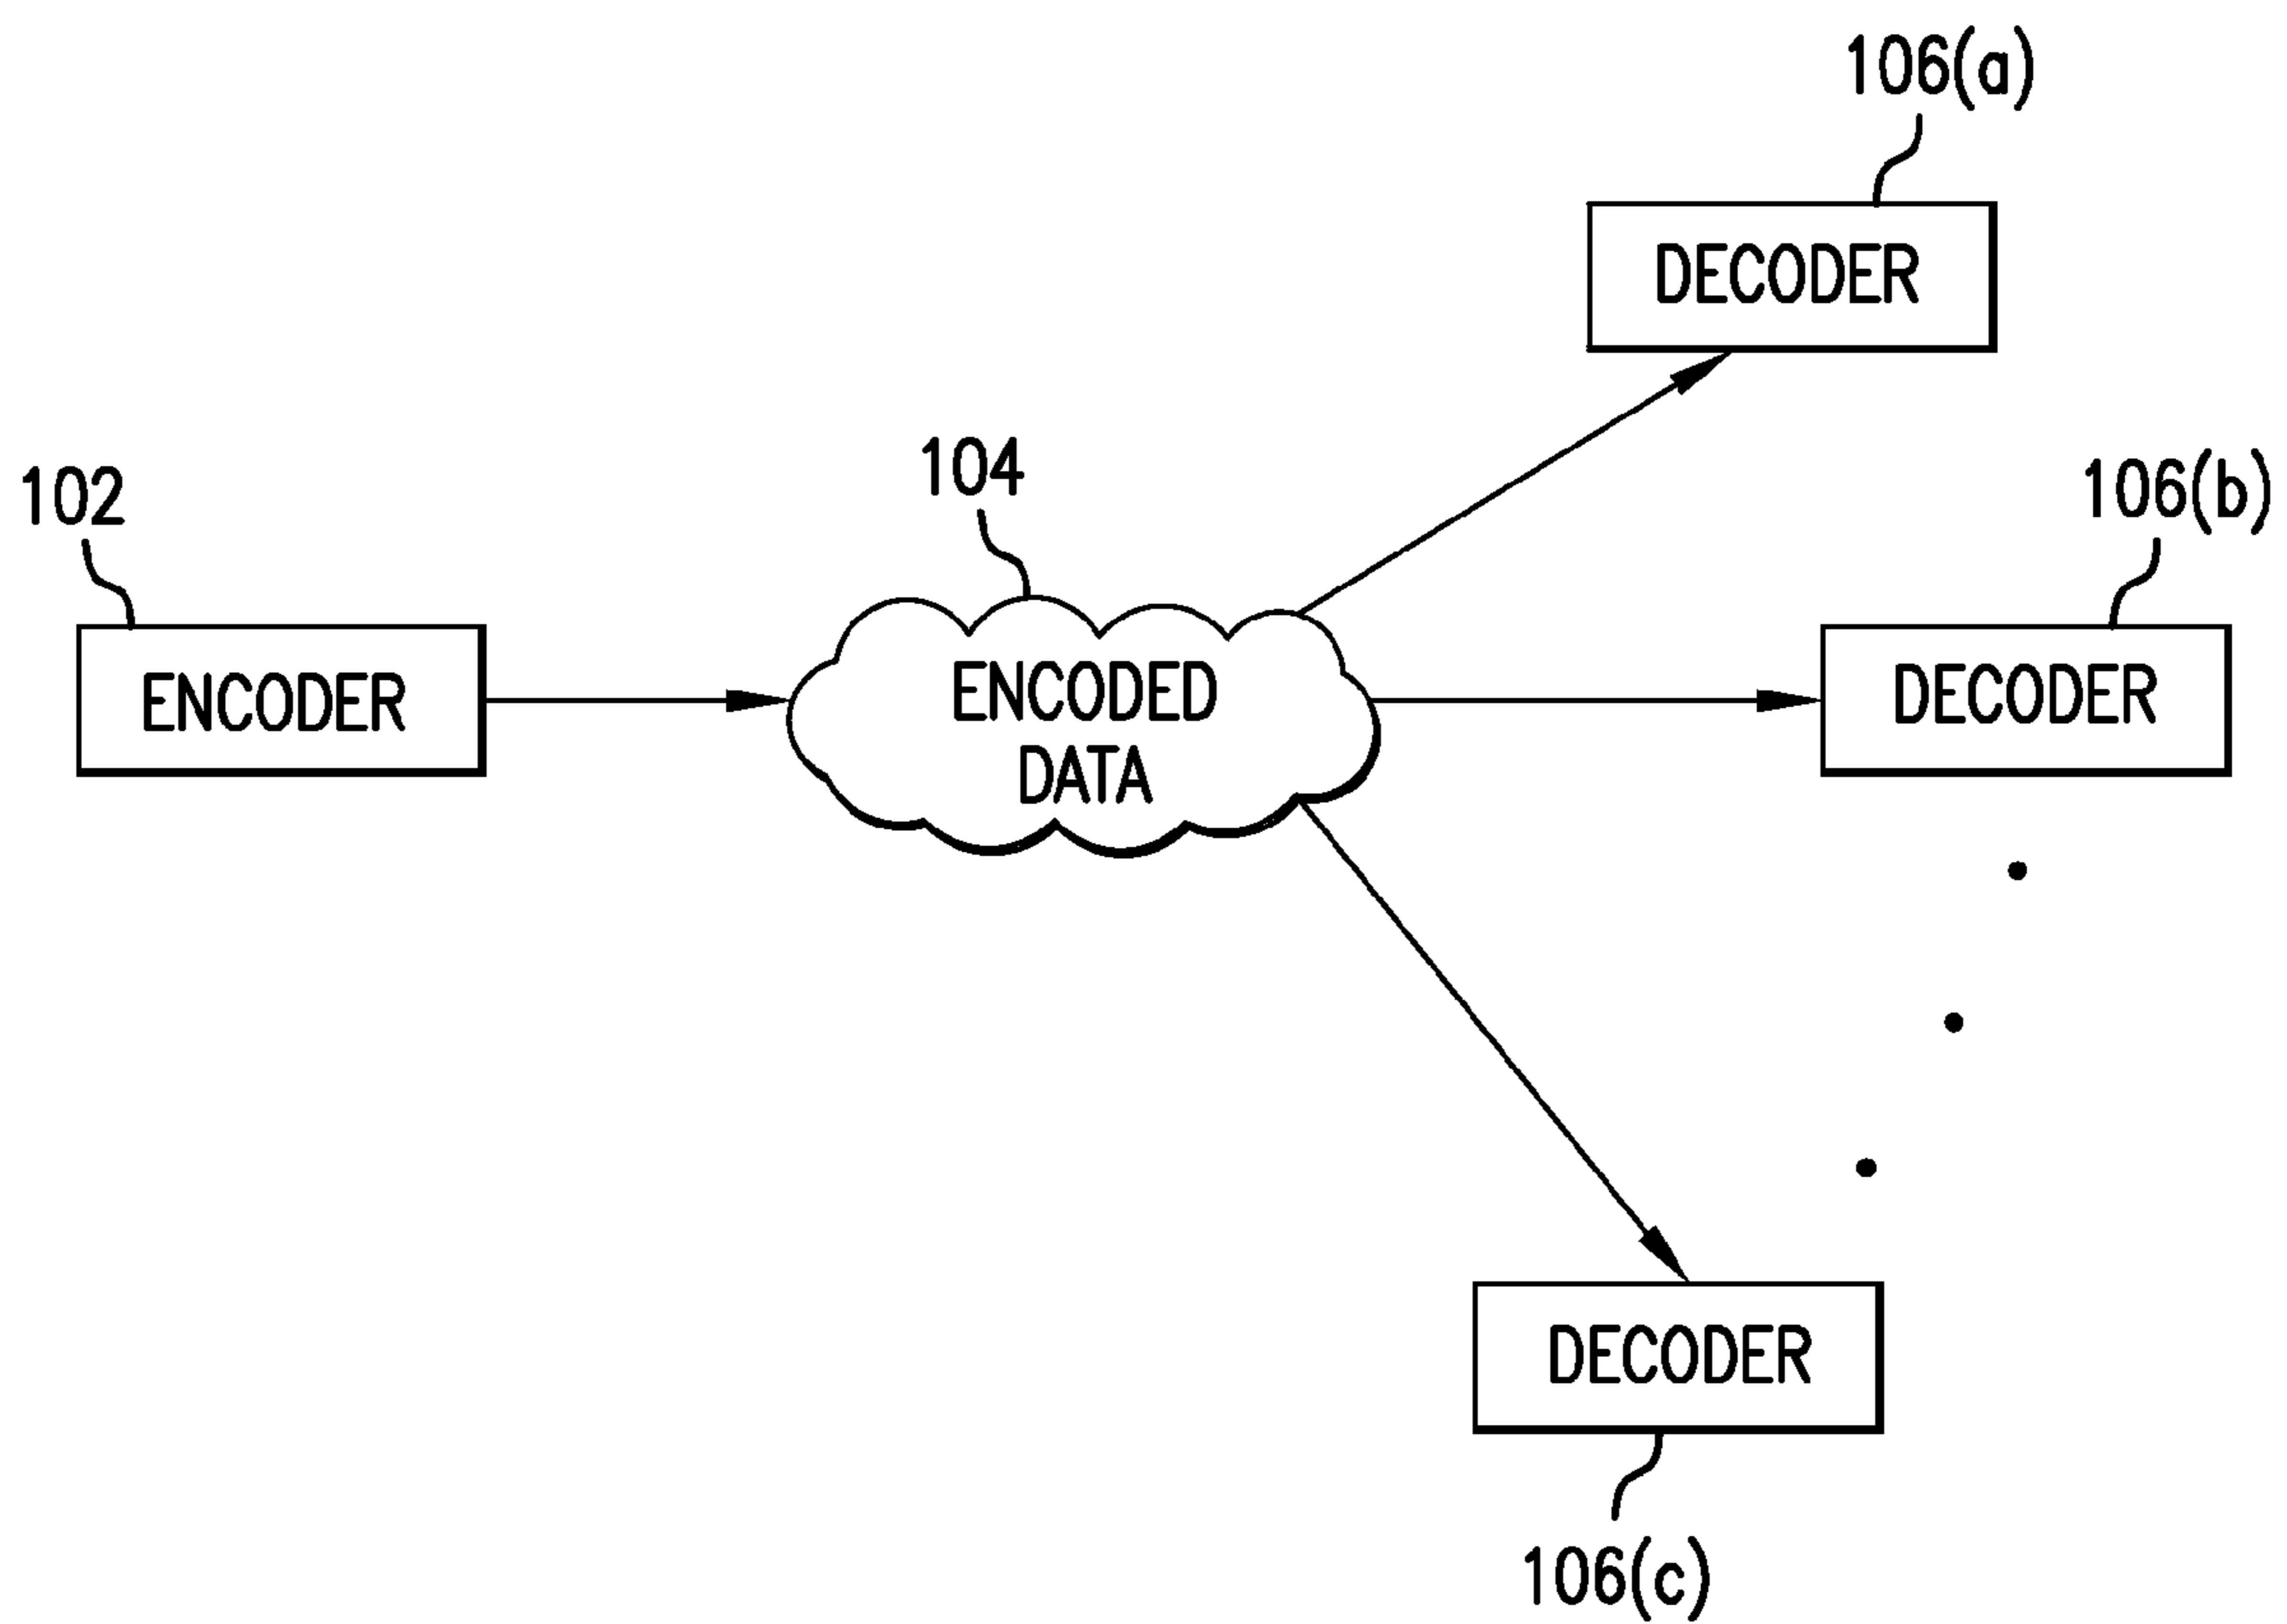 106(a)
DECODER
104
102
106(b)
ENCODER
ENCODED
DATA
DECODER
DECODER
106(c)